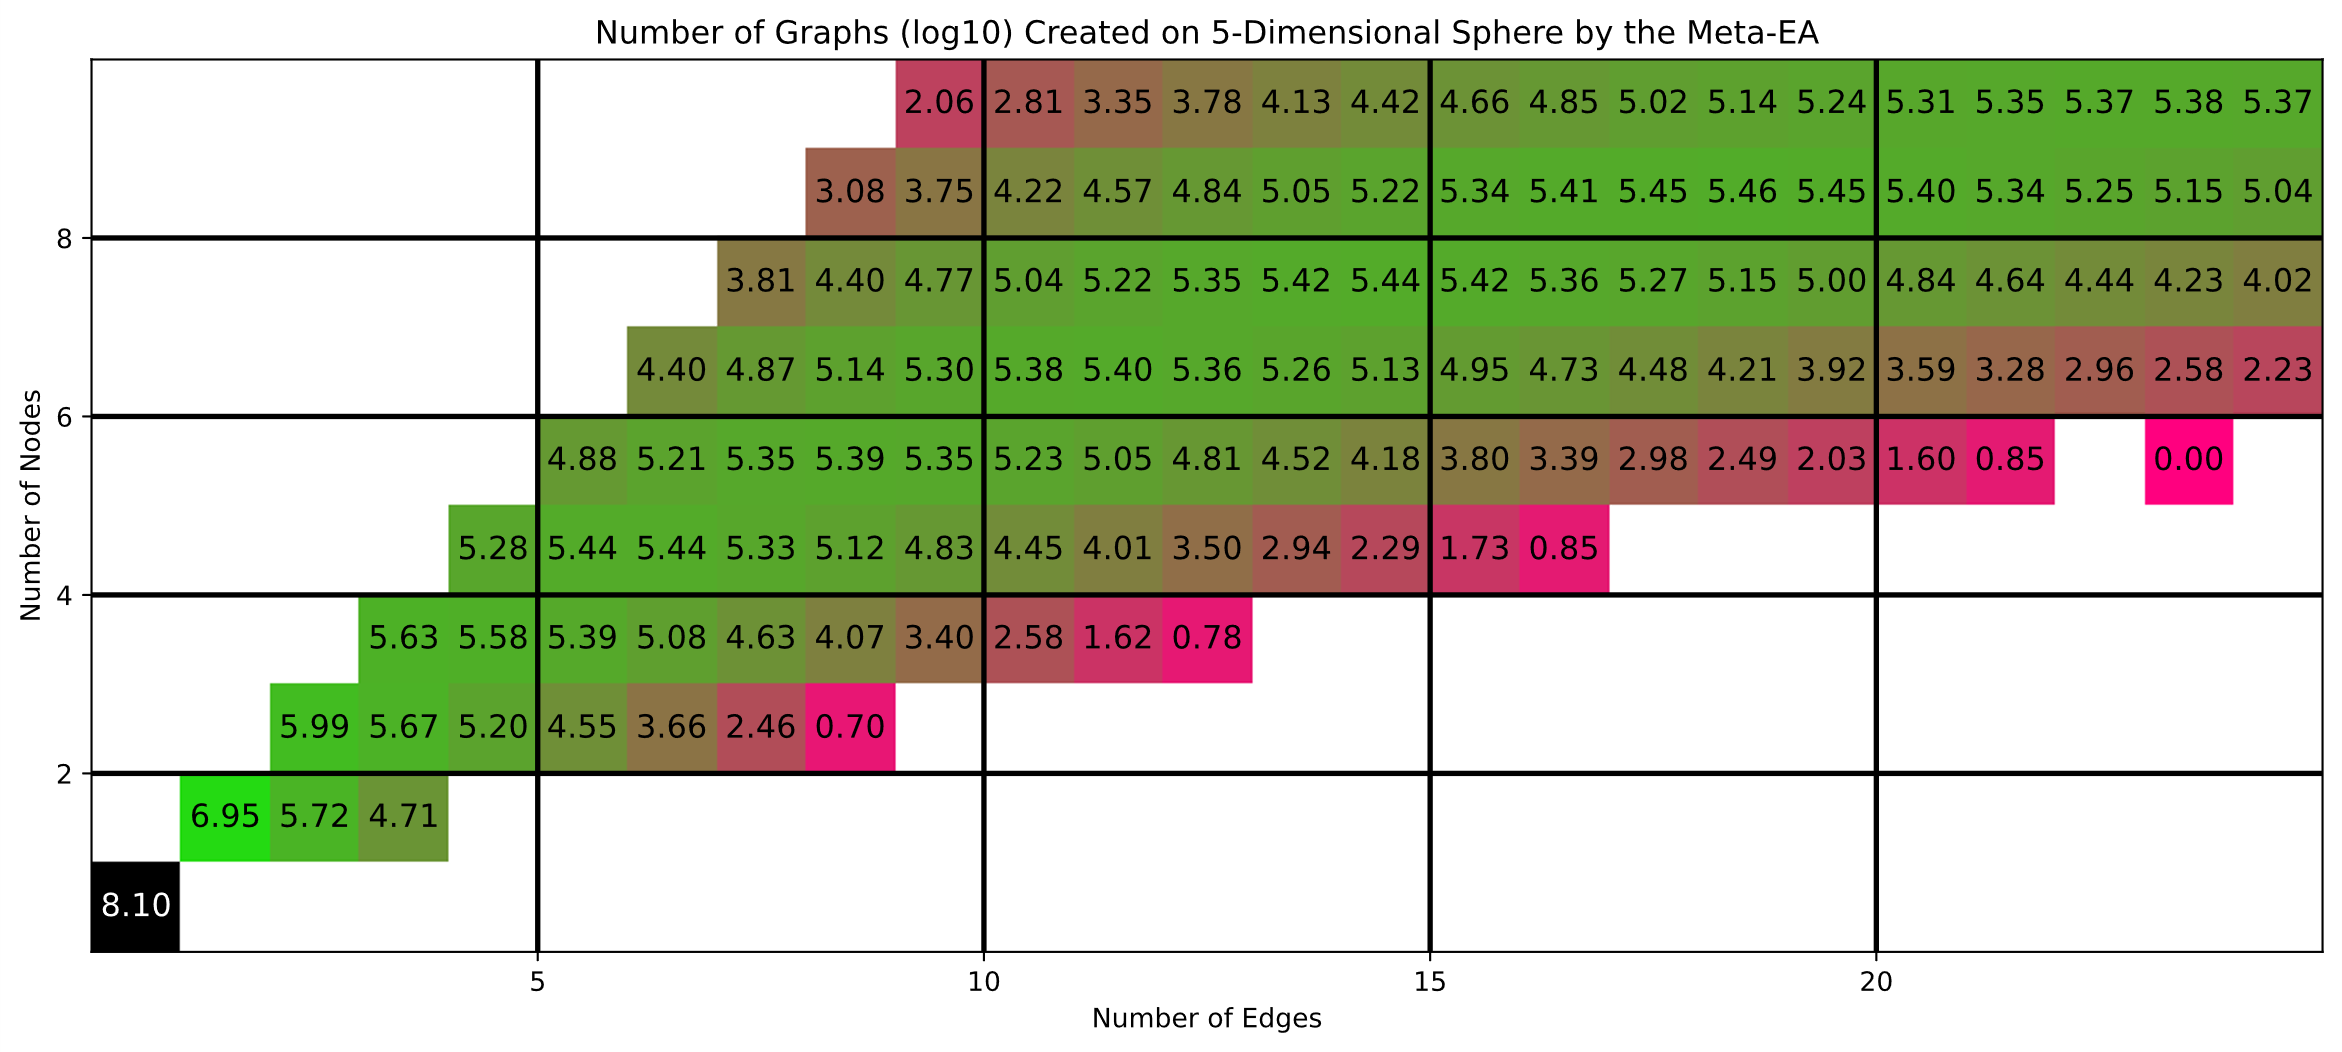 Number of Graphs (log10) Created on 5-Dimensional Sphere by the Meta-EA
2.06 2.81 3.35 3.78 4.13 4.42 4.66 4.85 5.02 5.14 5.24 5.31 5.35 5.37 5.38 5.37
3.08 3.75 4.22 4.57 4.84 5.05 5.22 5.34 5.41 5.45 5.46 5.45 5.40 5.34 5.25 5.15 5.04
8
3.81 4.40 4.77 5.04 5.22 5.35 5.42 5.44 5.42 5.36 5.27 5.15 5.00 4.84 4.64 4.44 4.23 4.02
4.40 4.87 5.14 5.30 5.38 5.40 5.36 5.26 5.13 4.95 4.73 4.48 4.21 3.92 3.59 3.28 2.96 2.58 2.23
6
4.88 5.21 5.35 5.39 5.35 5.23 5.05 4.81 4.52 4.18 3.80 3.39 2.98 2.49 2.03 1.60 0.85 0.00
5.28 5.44 5.44 5.33 5.12 4.83 4.45 4.01 3.50 2.94 2.29 1.73 0.85
4
5.63 5.58 5.39 5.08 4.63 4.07 3.40 2.58 1.62 0.78
5.99 5.67 5.20 4.55 3.66 2.46 0.70
2
6.95 5.72 4.71
8.10
Number of Nodes
5 10 15 20
Number of Edges